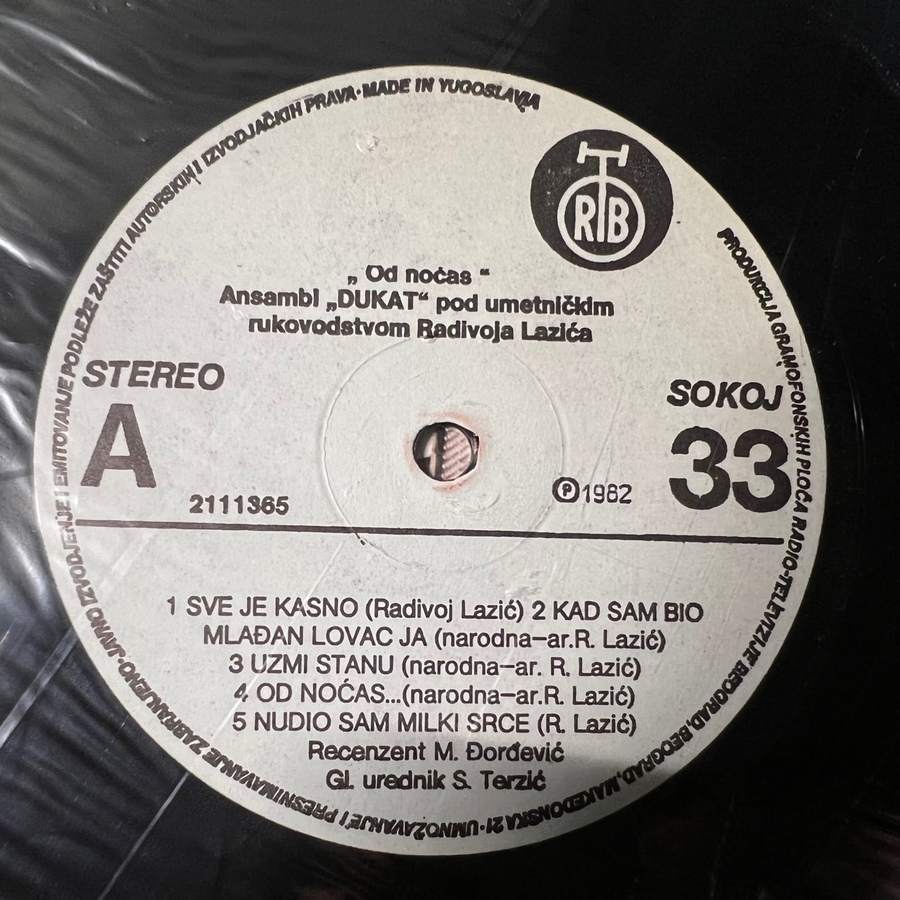 PRODUKCIJA GRAMOFONSKIH PLOČA RADIO-TELEVIZIJE BEOGRAD, BEOGRAD, MAKEDONSKA 21 · UMNOŽAVANJE I PRESNIMAVANJE ZABRANJENO · JAVNO IZVODJENJE I EMITOVANJE PODLEŽE ZAŠTITI AUTORSKIH I IZVODJAČKIH PRAVA · MADE IN YUGOSLAVIA
RTB
„ Od noćas “
Ansambl „DUKAT“ pod umetničkim
rukovodstvom Radivoja Lazića
STEREO
A
2111365
SOKOJ
33
Ⓟ 1982
1 SVE JE KASNO (Radivoj Lazić) 2 KAD SAM BIO
MLAĐAN LOVAC JA (narodna—ar.R. Lazić)
3 UZMI STANU (narodna—ar. R. Lazić)
4 OD NOĆAS...(narodna—ar.R. Lazić)
5 NUDIO SAM MILKI SRCE (R. Lazić)
Recenzent M. Đorđević
Gl. urednik S. Terzić